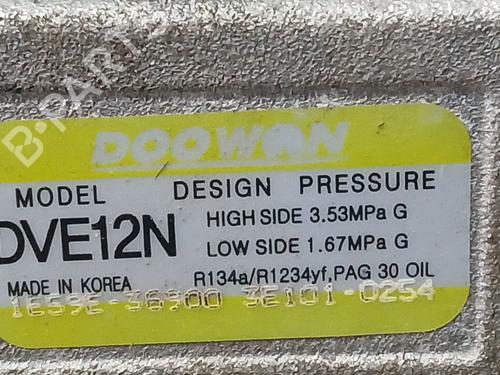 DOOWON
MODEL DESIGN PRESSURE
DVE12N HIGH SIDE 3.53MPa G
LOW SIDE 1.67MPa G
MADE IN KOREA R134a/R1234yf, PAG 30 OIL
1E59E-36300 3E101-0254
B-PARTS